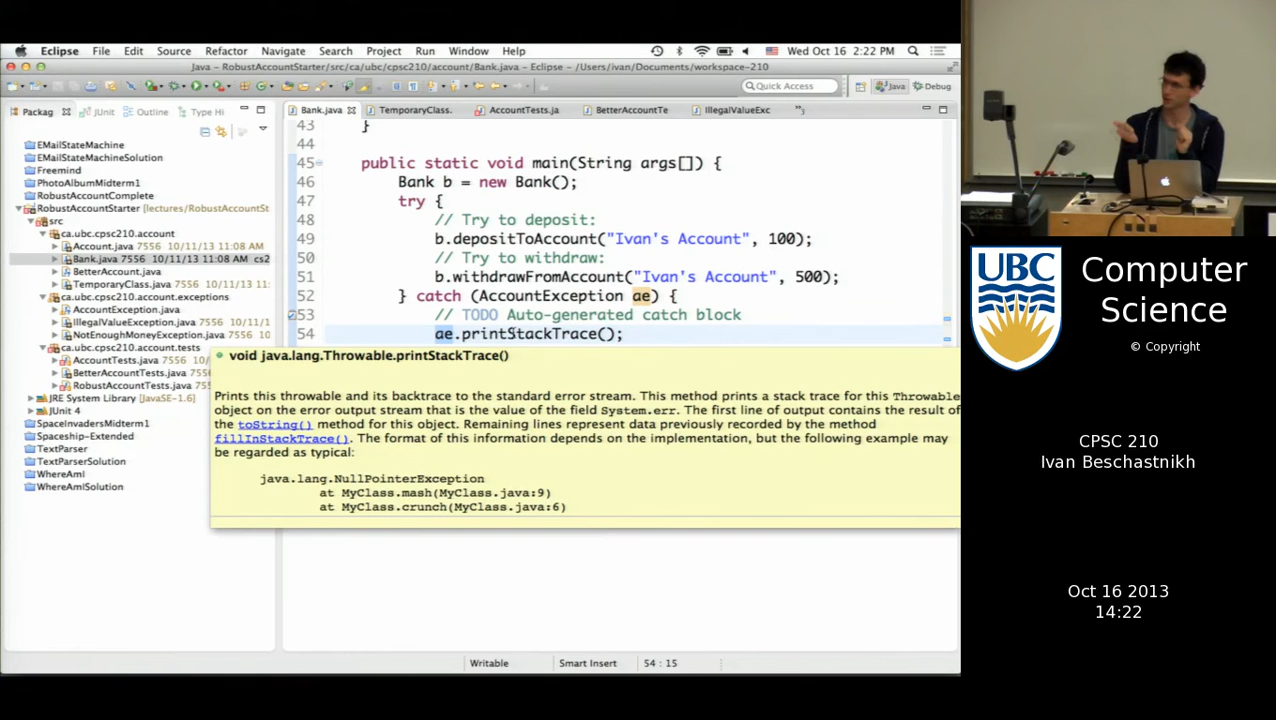 Eclipse File Edit Source Refactor Navigate Search Project Run Window Help Wed Oct 16 2:22 PM
Java – RobustAccountStarter/src/ca/ubc/cpsc210/account/Bank.java – Eclipse – /Users/ivan/Documents/workspace-210
Quick Access Java Debug
Packag JUnit Outline Type Hi
Bank.java TemporaryClass. AccountTests.ja BetterAccountTe IllegalValueExc »3
EMailStateMachine
EMailStateMachineSolution
Freemind
PhotoAlbumMidterm1
RobustAccountComplete
RobustAccountStarter [lectures/RobustAccountSt
src
ca.ubc.cpsc210.account
Account.java 7556 10/11/13 11:08 AM
Bank.java 7556 10/11/13 11:08 AM cs2
BetterAccount.java
TemporaryClass.java 7556 10/11/13 11:
ca.ubc.cpsc210.account.exceptions
AccountException.java 7556 10/11/13
IllegalValueException.java 7556 10/11/
NotEnoughMoneyException.java 7556
ca.ubc.cpsc210.account.tests
AccountTests.java 7556 10/11/13 11:0
BetterAccountTests.java 7556 10/11/1
RobustAccountTests.java 7556 10/11/
JRE System Library [JavaSE-1.6]
JUnit 4
SpaceInvadersMidterm1
Spaceship-Extended
TextParser
TextParserSolution
WhereAmI
WhereAmISolution
43 }
44
45 public static void main(String args[]) {
46 Bank b = new Bank();
47 try {
48 // Try to deposit:
49 b.depositToAccount("Ivan's Account", 100);
50 // Try to withdraw:
51 b.withdrawFromAccount("Ivan's Account", 500);
52 } catch (AccountException ae) {
53 // TODO Auto-generated catch block
54 ae.printStackTrace();
void java.lang.Throwable.printStackTrace()
Prints this throwable and its backtrace to the standard error stream. This method prints a stack trace for this Throwable
object on the error output stream that is the value of the field System.err. The first line of output contains the result of
the toString() method for this object. Remaining lines represent data previously recorded by the method
fillInStackTrace(). The format of this information depends on the implementation, but the following example may
be regarded as typical:
java.lang.NullPointerException
at MyClass.mash(MyClass.java:9)
at MyClass.crunch(MyClass.java:6)
Writable Smart Insert 54 : 15
UBC
Computer
Science
© Copyright
CPSC 210
Ivan Beschastnikh
Oct 16 2013
14:22